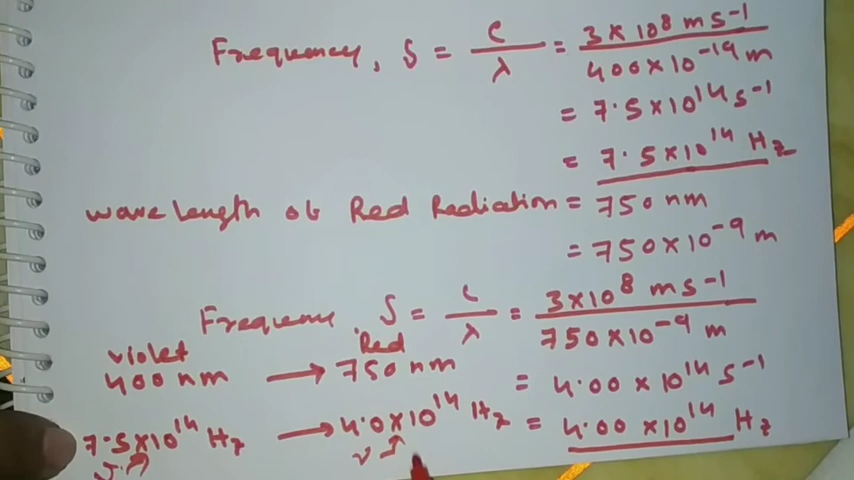 Frequency, ν = c / λ = 3×10⁸ ms⁻¹ / 400×10⁻¹⁹ m
= 7.5×10¹⁴ s⁻¹
= 7.5×10¹⁴ Hz
wavelength of Red Radiation = 750 nm
= 750×10⁻⁹ m
Frequency ν = c / λ = 3×10⁸ ms⁻¹ / 750×10⁻⁹ m
violet Red
400 nm → 750 nm = 4.00 × 10¹⁴ s⁻¹
7.5×10¹⁴ Hz → 4.0×10¹⁴ Hz = 4.00 ×10¹⁴ Hz